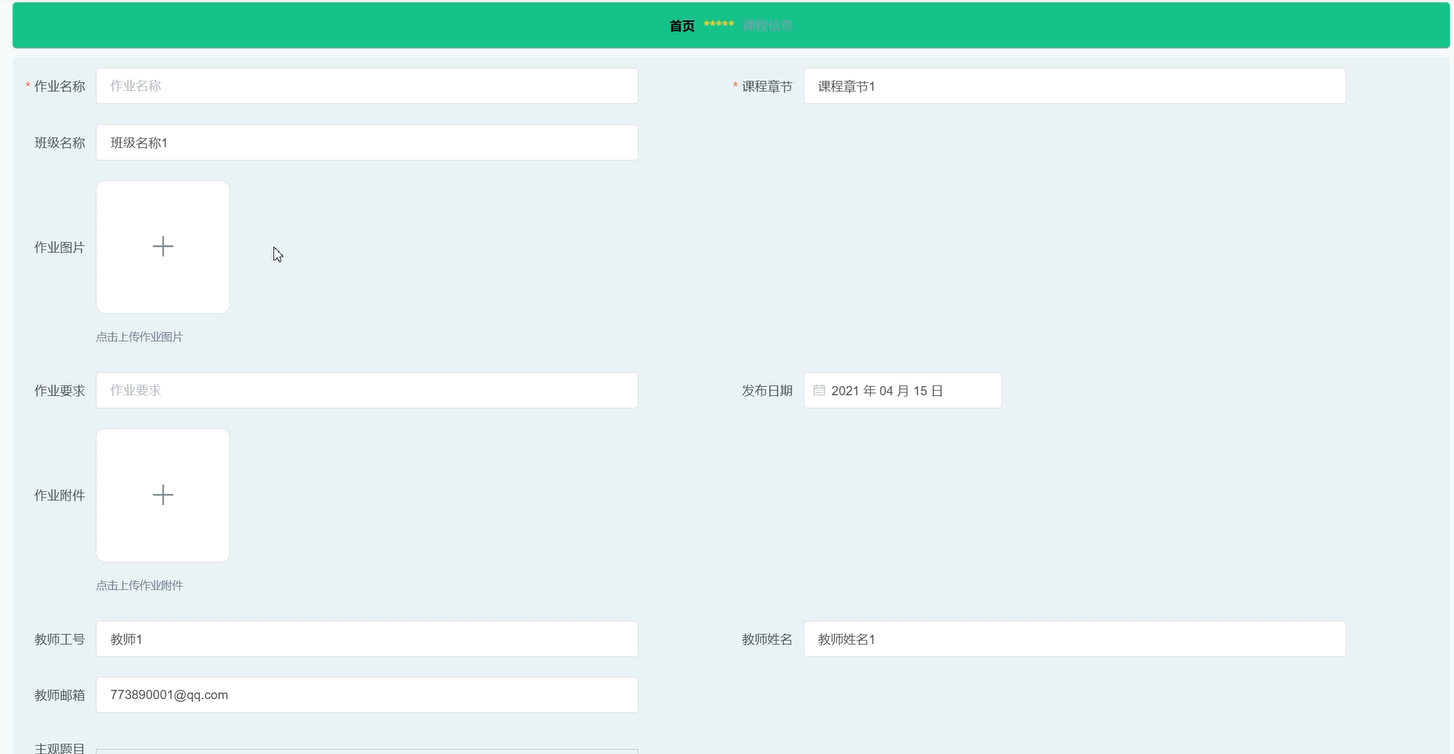 首页 ***** 课程信息
* 作业名称 作业名称 * 课程章节 课程章节1
班级名称 班级名称1
作业图片
点击上传作业图片
作业要求 作业要求 发布日期 2021 年 04 月 15 日
作业附件
点击上传作业附件
教师工号 教师1 教师姓名 教师姓名1
教师邮箱 773890001@qq.com
主观题目